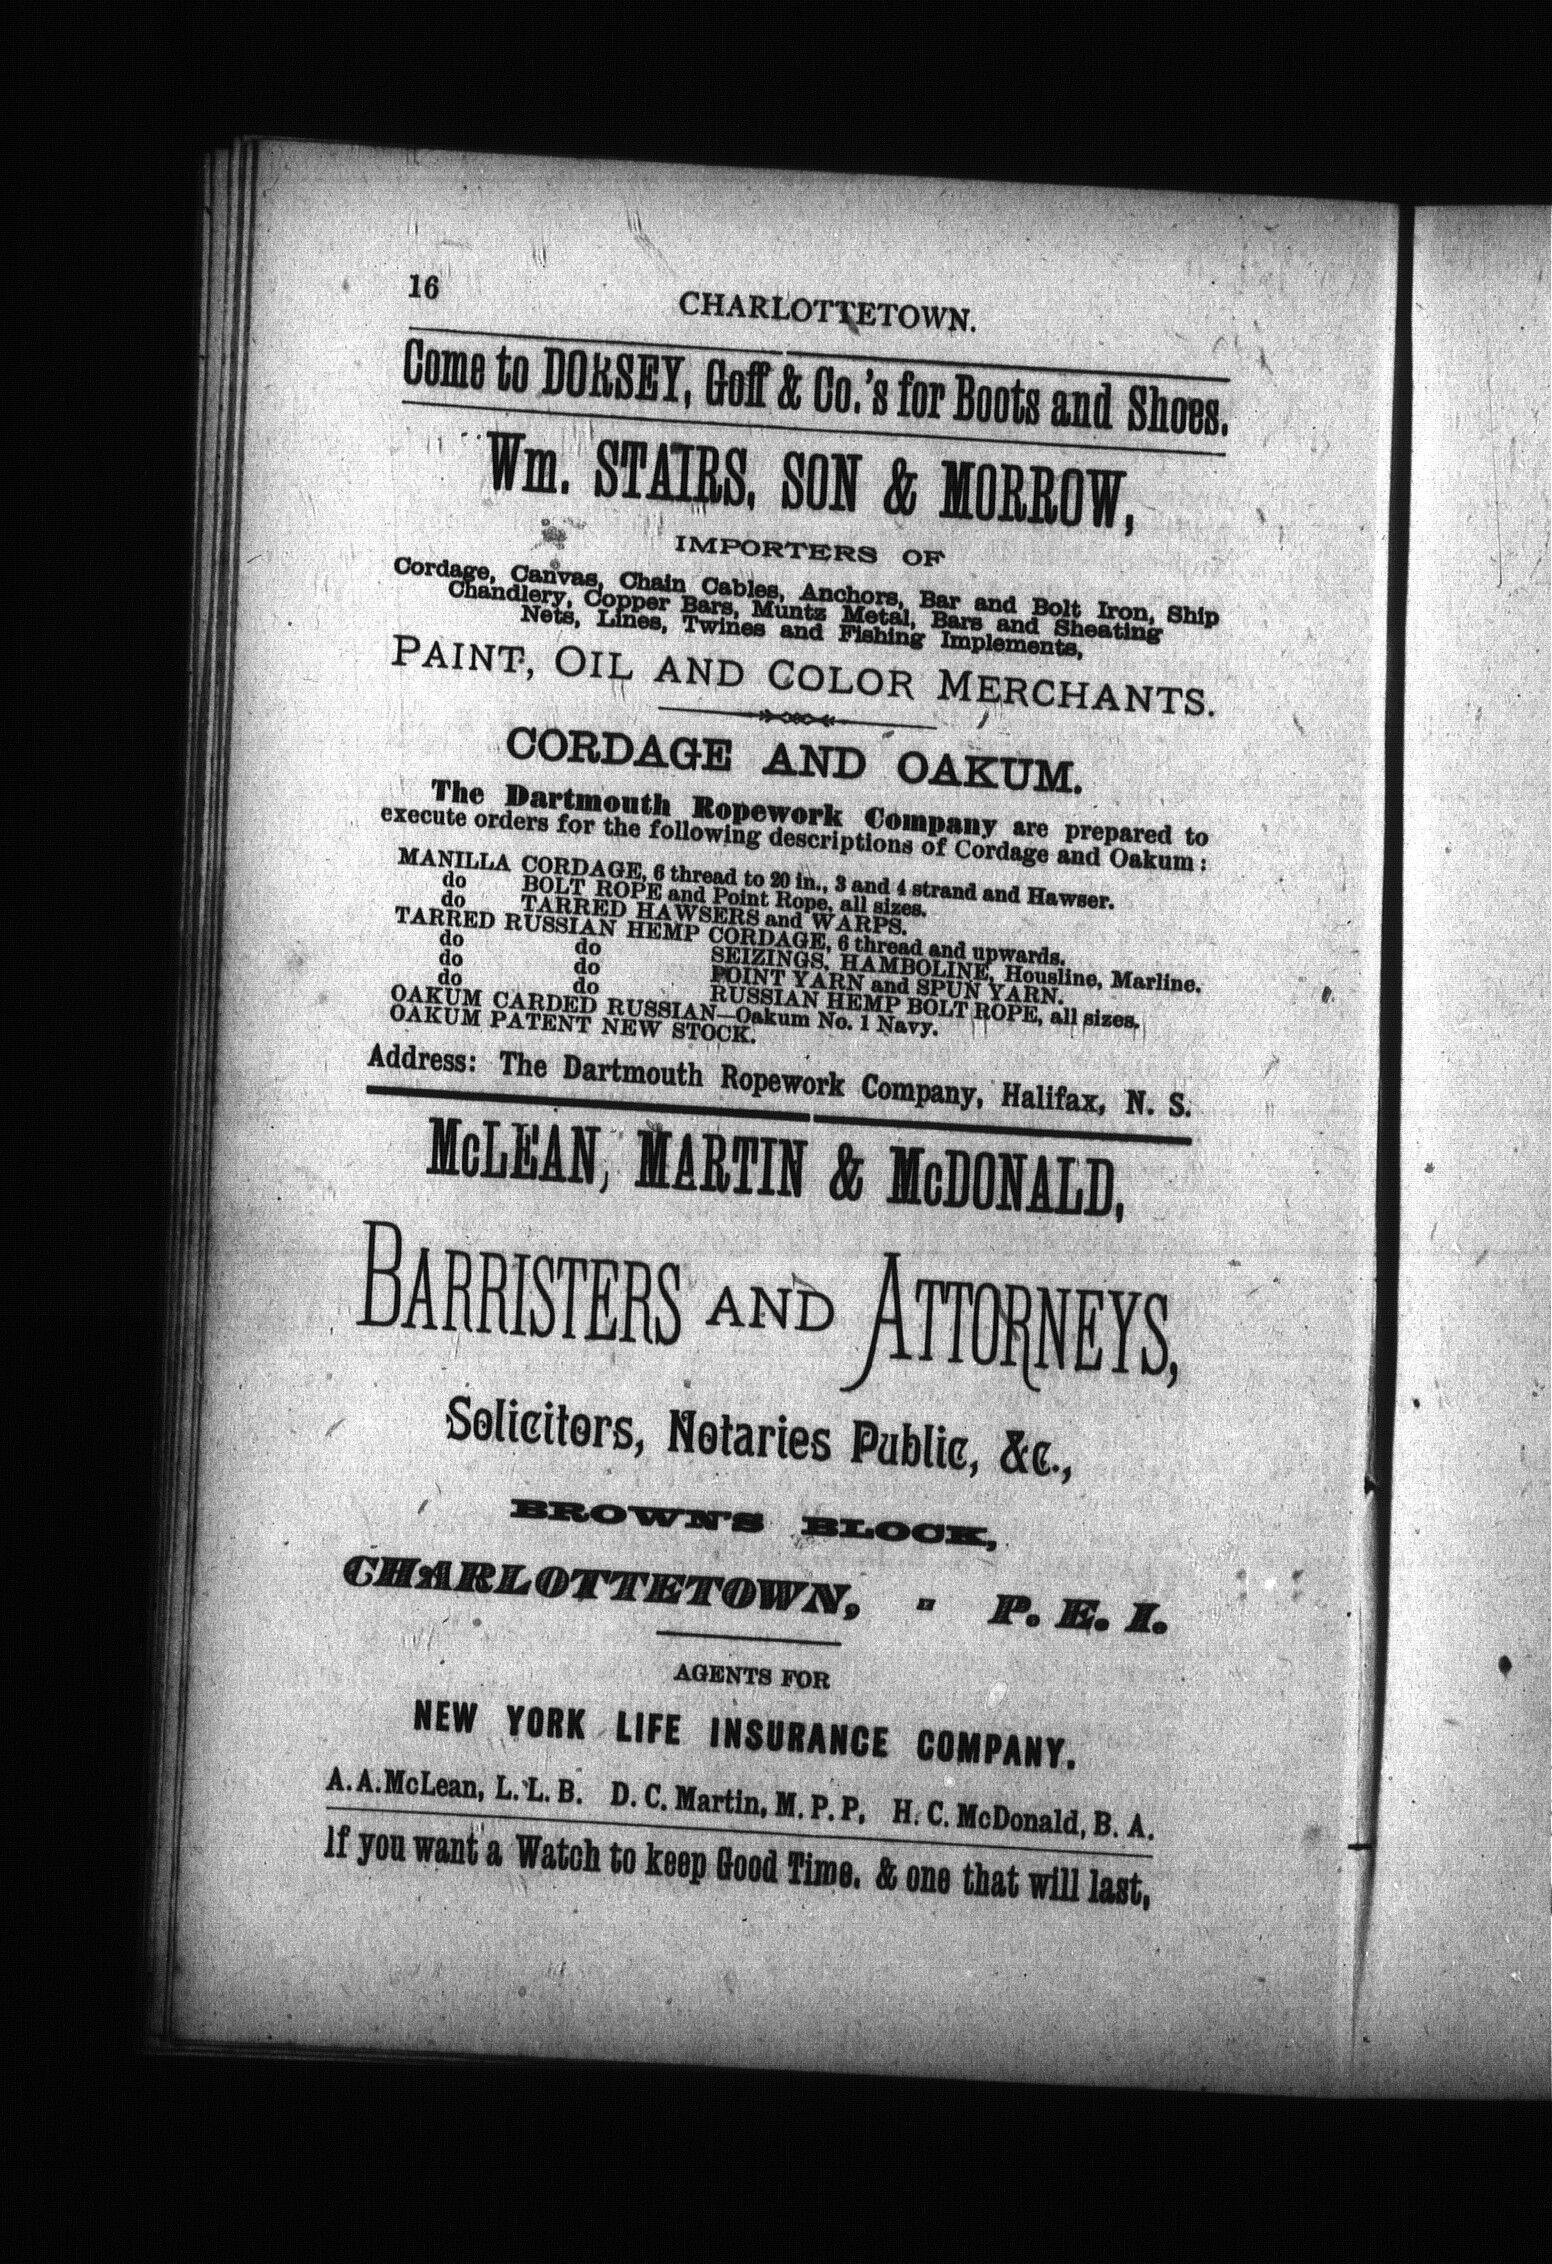 16
CHARLOTTETOWN.
Come to DORSEY, Goff & Co.'s for Boots and Shoes.
Wm. STAIRS, SON & MORROW,
IMPORTERS OF
Cordage, Canvas, Chain Cables, Anchors, Bar and Bolt Iron, Ship
Chandlery, Copper Bars, Muntz Metal, Bars and Sheating
Nets, Lines, Twines and Fishing Implements,
PAINT, OIL AND COLOR MERCHANTS.
CORDAGE AND OAKUM.
The Dartmouth Ropework Company are prepared to
execute orders for the following descriptions of Cordage and Oakum:
MANILLA CORDAGE, 6 thread to 20 in., 3 and 4 strand and Hawser.
do BOLT ROPE and Point Rope, all sizes.
do TARRED HAWSERS and WARPS.
TARRED RUSSIAN HEMP CORDAGE, 6 thread and upwards.
do do SEIZINGS, HAMBOLINE, Housline, Marline.
do do POINT YARN and SPUN YARN.
do do RUSSIAN HEMP BOLT ROPE, all sizes.
OAKUM CARDED RUSSIAN—Oakum No. 1 Navy.
OAKUM PATENT NEW STOCK.
Address: The Dartmouth Ropework Company, Halifax, N. S.
McLEAN, MARTIN & McDONALD,
BARRISTERS AND ATTORNEYS,
Solicitors, Notaries Public, &c.,
BROWN'S BLOCK,
CHARLOTTETOWN, - P. E. I.
AGENTS FOR
NEW YORK LIFE INSURANCE COMPANY.
A. A. McLean, L. L. B. D. C. Martin, M. P. P, H. C. McDonald, B. A.
If you want a Watch to keep Good Time, & one that will last,